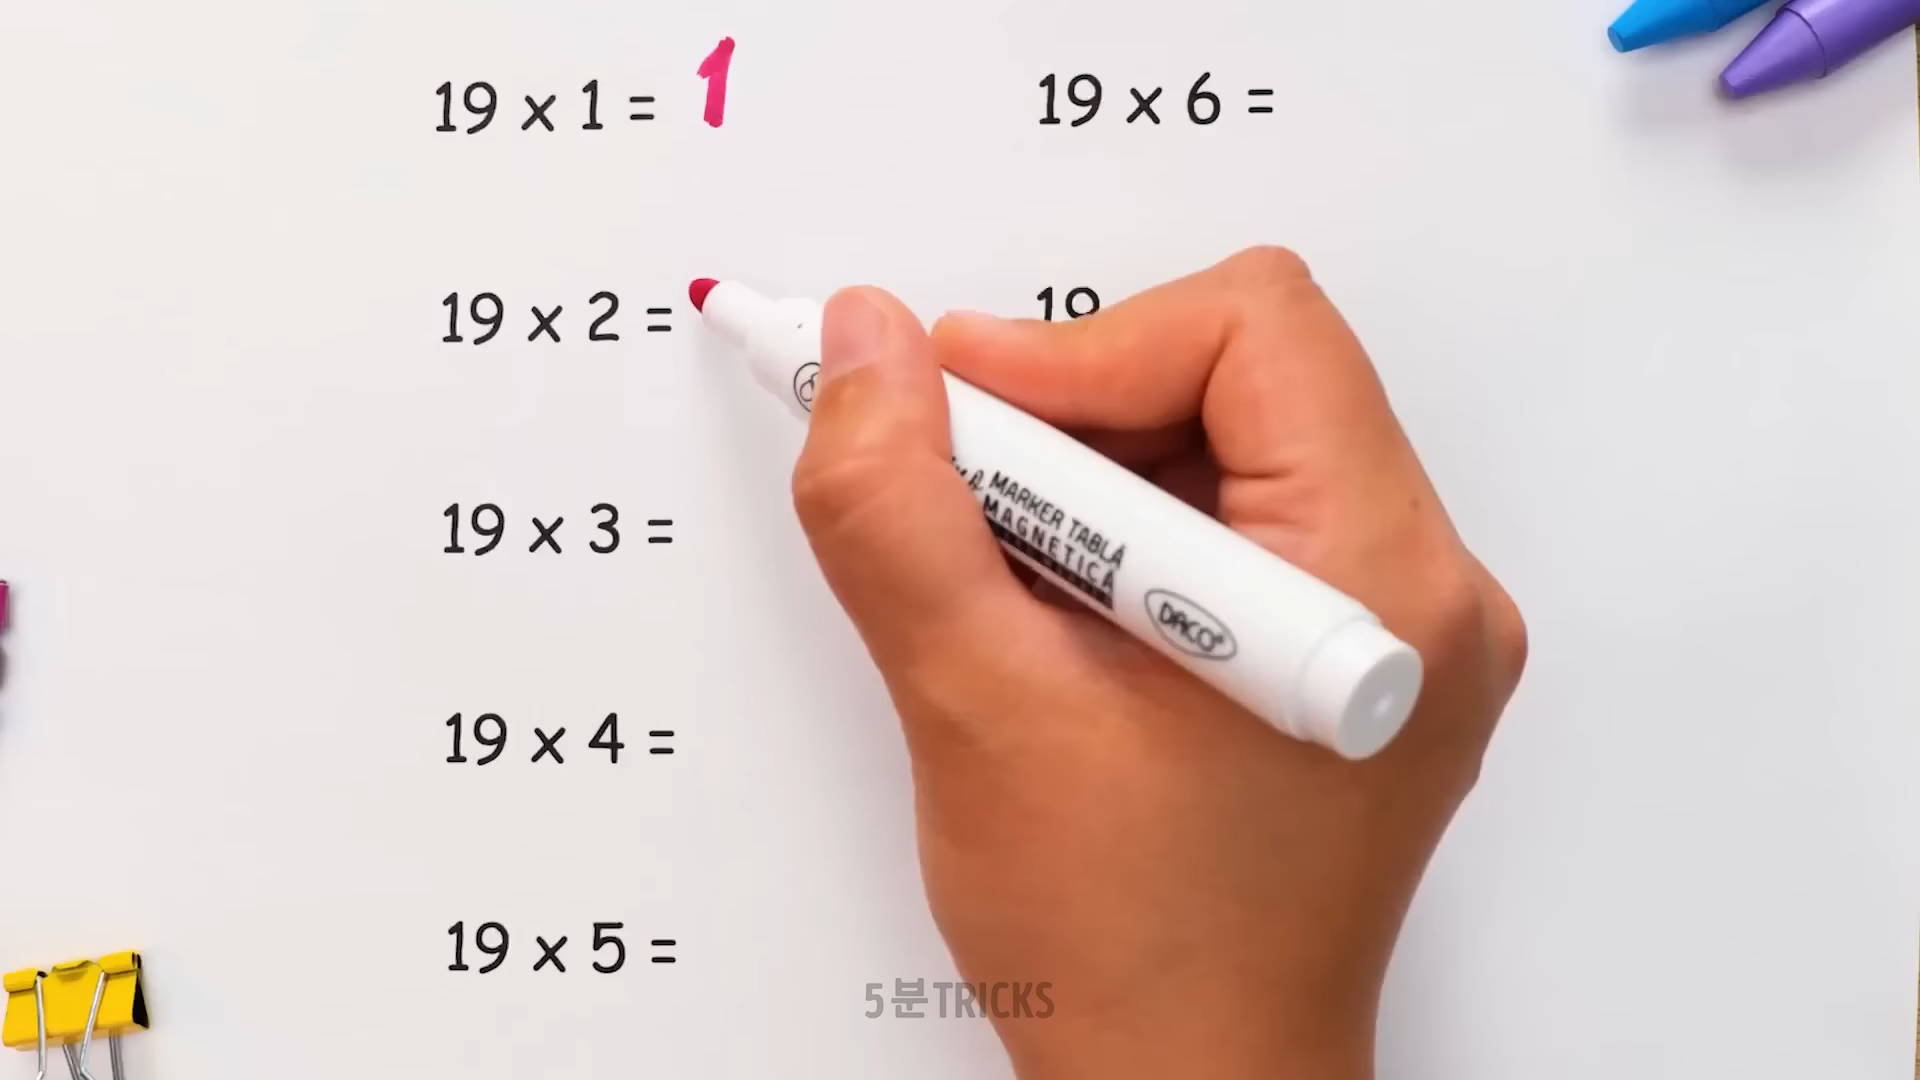 19 x 1 = 1
19 x 2 =
19 x 3 =
19 x 4 =
19 x 5 =
19 x 6 =
19
MARKER TABLĂ
MAGNETICĂ
DACO
5분TRICKS